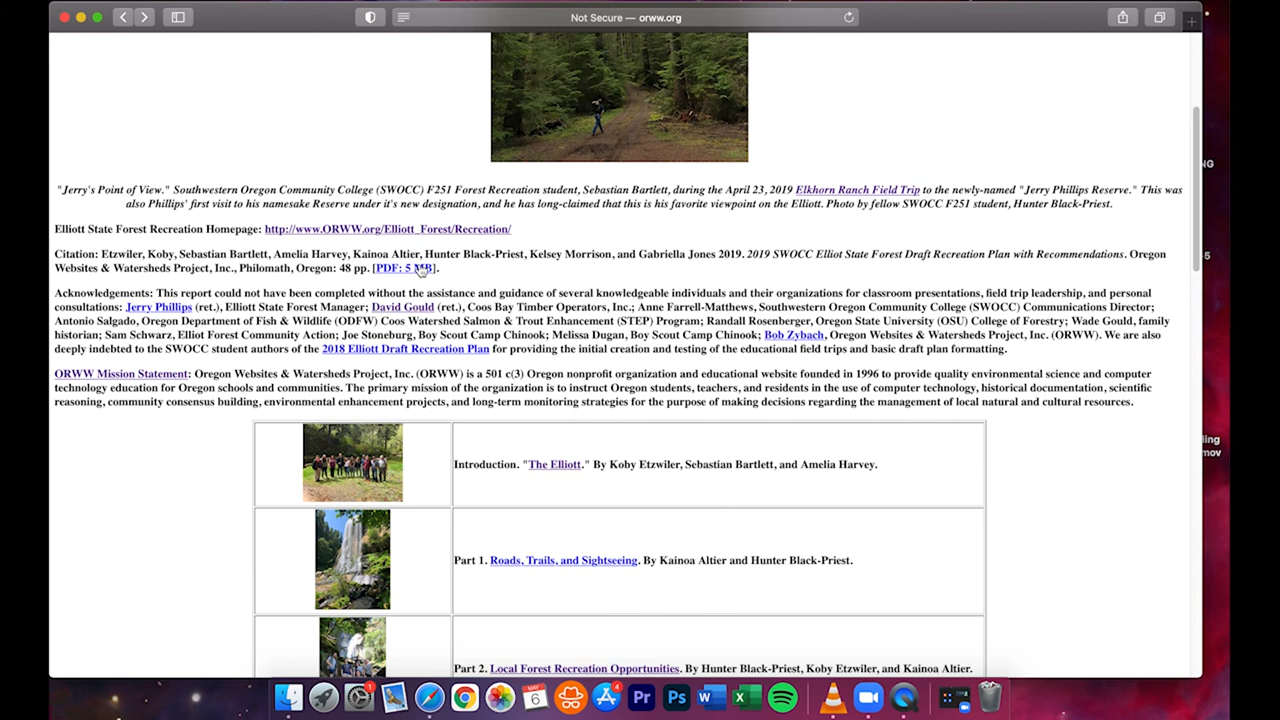 Not Secure — orww.org
"Jerry's Point of View." Southwestern Oregon Community College (SWOCC) F251 Forest Recreation student, Sebastian Bartlett, during the April 23, 2019 Elkhorn Ranch Field Trip to the newly-named "Jerry Phillips Reserve." This was
also Phillips' first visit to his namesake Reserve under it's new designation, and he has long-claimed that this is his favorite viewpoint on the Elliott. Photo by fellow SWOCC F251 student, Hunter Black-Priest.
Elliott State Forest Recreation Homepage: http://www.ORWW.org/Elliott_Forest/Recreation/
Citation: Etzwiler, Koby, Sebastian Bartlett, Amelia Harvey, Kainoa Altier, Hunter Black-Priest, Kelsey Morrison, and Gabriella Jones 2019. 2019 SWOCC Elliot State Forest Draft Recreation Plan with Recommendations. Oregon
Websites & Watersheds Project, Inc., Philomath, Oregon: 48 pp. [PDF: 5 MB].
NG
-5
Acknowledgements: This report could not have been completed without the assistance and guidance of several knowledgeable individuals and their organizations for classroom presentations, field trip leadership, and personal
consultations: Jerry Phillips (ret.), Elliott State Forest Manager; David Gould (ret.), Coos Bay Timber Operators, Inc.; Anne Farrell-Matthews, Southwestern Oregon Community College (SWOCC) Communications Director;
Antonio Salgado, Oregon Department of Fish & Wildlife (ODFW) Coos Watershed Salmon & Trout Enhancement (STEP) Program; Randall Rosenberger, Oregon State University (OSU) College of Forestry; Wade Gould, family
historian; Sam Schwarz, Elliot Forest Community Action; Joe Stoneburg, Boy Scout Camp Chinook; Melissa Dugan, Boy Scout Camp Chinook; Bob Zybach, Oregon Websites & Watersheds Project, Inc. (ORWW). We are also
deeply indebted to the SWOCC student authors of the 2018 Elliott Draft Recreation Plan for providing the initial creation and testing of the educational field trips and basic draft plan formatting.
ORWW Mission Statement: Oregon Websites & Watersheds Project, Inc. (ORWW) is a 501 c(3) Oregon nonprofit organization and educational website founded in 1996 to provide quality environmental science and computer
technology education for Oregon schools and communities. The primary mission of the organization is to instruct Oregon students, teachers, and residents in the use of computer technology, historical documentation, scientific
reasoning, community consensus building, environmental enhancement projects, and long-term monitoring strategies for the purpose of making decisions regarding the management of local natural and cultural resources.
ling
mov
Introduction. "The Elliott." By Koby Etzwiler, Sebastian Bartlett, and Amelia Harvey.
Part 1. Roads, Trails, and Sightseeing. By Kainoa Altier and Hunter Black-Priest.
Part 2. Local Forest Recreation Opportunities. By Hunter Black-Priest, Koby Etzwiler, and Kainoa Altier.
1
MAY
6
4
Pr
Ps
W
X